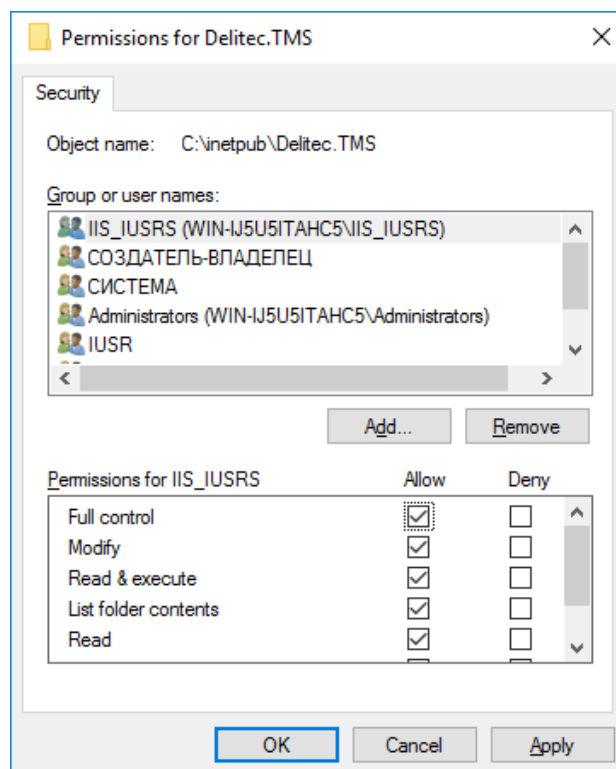 Permissions for Delitec.TMS
Security
Object name: C:\inetpub\Delitec.TMS
Group or user names:
IIS_IUSRS (WIN-IJ5U5ITAHC5\IIS_IUSRS)
СОЗДАТЕЛЬ-ВЛАДЕЛЕЦ
СИСТЕМА
Administrators (WIN-IJ5U5ITAHC5\Administrators)
IUSR
Add... Remove
Permissions for IIS_IUSRS Allow Deny
Full control
Modify
Read & execute
List folder contents
Read
OK Cancel Apply